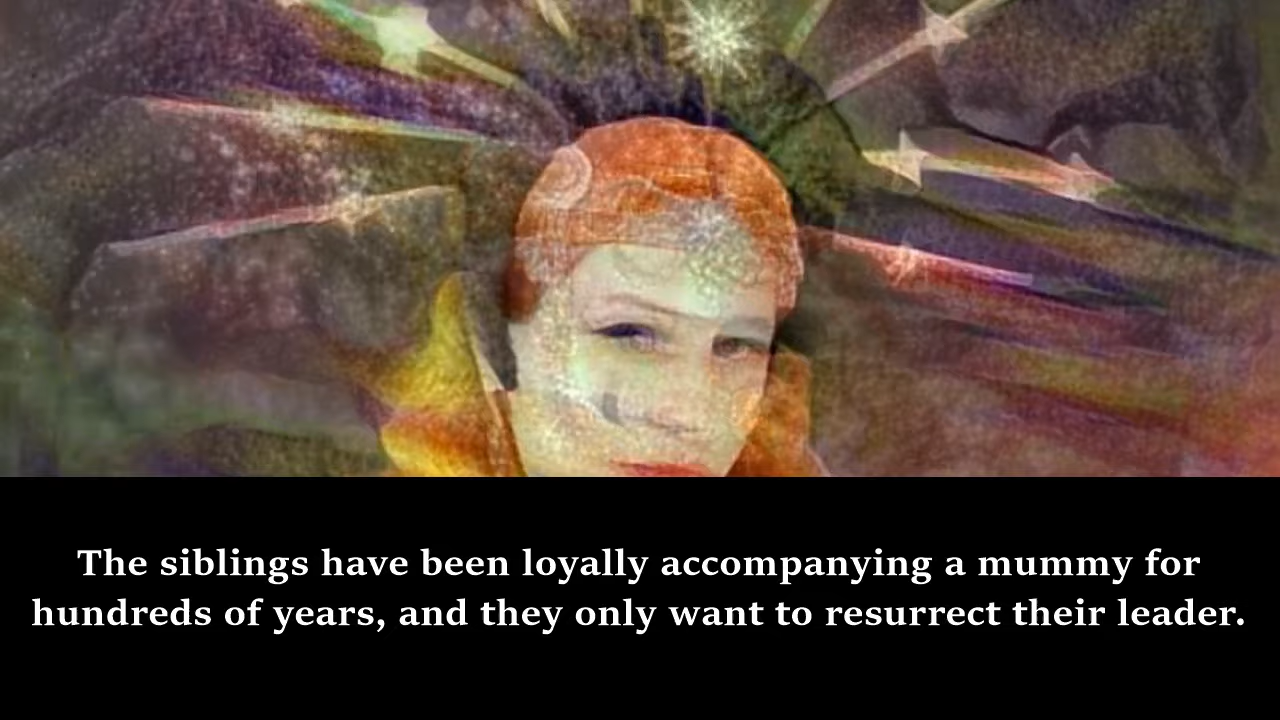 The siblings have been loyally accompanying a mummy for
hundreds of years, and they only want to resurrect their leader.